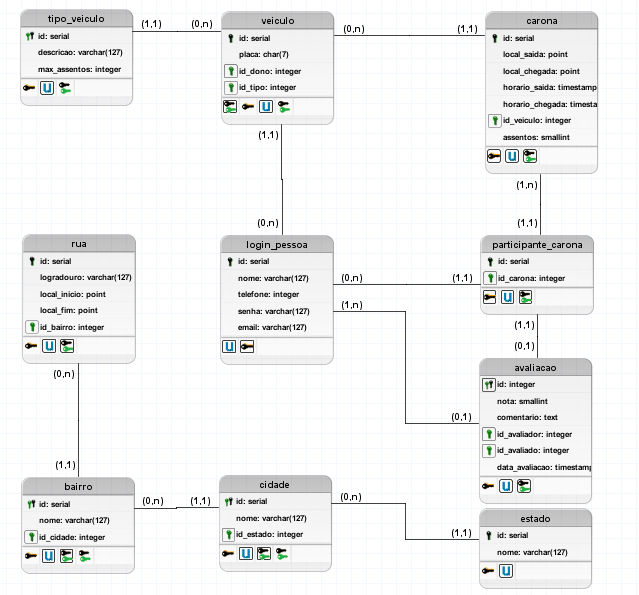 tipo_veiculo
id: serial
descricao: varchar(127)
max_assentos: integer
(1,1)
(0,n)
veiculo
id: serial
placa: char(7)
id_dono: integer
id_tipo: integer
(0,n)
(1,1)
carona
id: serial
local_saida: point
local_chegada: point
horario_saida: timestamp
horario_chegada: timesta
id_veiculo: integer
assentos: smallint
(1,1)
(0,n)
(1,n)
(1,1)
rua
id: serial
logradouro: varchar(127)
local_inicio: point
local_fim: point
id_bairro: integer
login_pessoa
id: serial
nome: varchar(127)
telefone: integer
senha: varchar(127)
email: varchar(127)
(0,n)
(1,1)
(1,n)
(0,1)
participante_carona
id: serial
id_carona: integer
(1,1)
(0,1)
avaliacao
id: integer
nota: smallint
comentario: text
id_avaliador: integer
id_avaliado: integer
data_avaliacao: timestam
(0,n)
(1,1)
bairro
id: serial
nome: varchar(127)
id_cidade: integer
(0,n)
(1,1)
cidade
id: serial
nome: varchar(127)
id_estado: integer
(0,n)
(1,1)
estado
id: serial
nome: varchar(127)